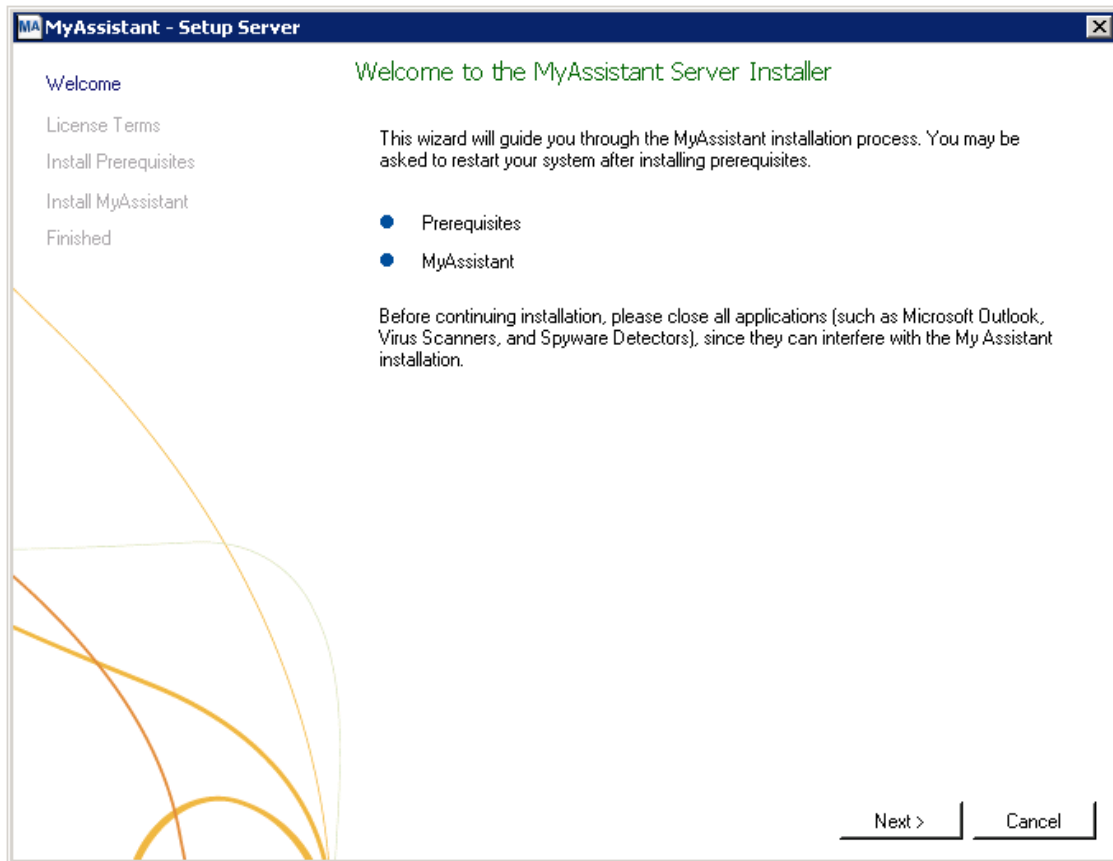 MA MyAssistant - Setup Server
Welcome
License Terms
Install Prerequisites
Install MyAssistant
Finished
Welcome to the MyAssistant Server Installer
This wizard will guide you through the MyAssistant installation process. You may be
asked to restart your system after installing prerequisites.
Prerequisites
MyAssistant
Before continuing installation, please close all applications (such as Microsoft Outlook,
Virus Scanners, and Spyware Detectors), since they can interfere with the My Assistant
installation.
Next >
Cancel